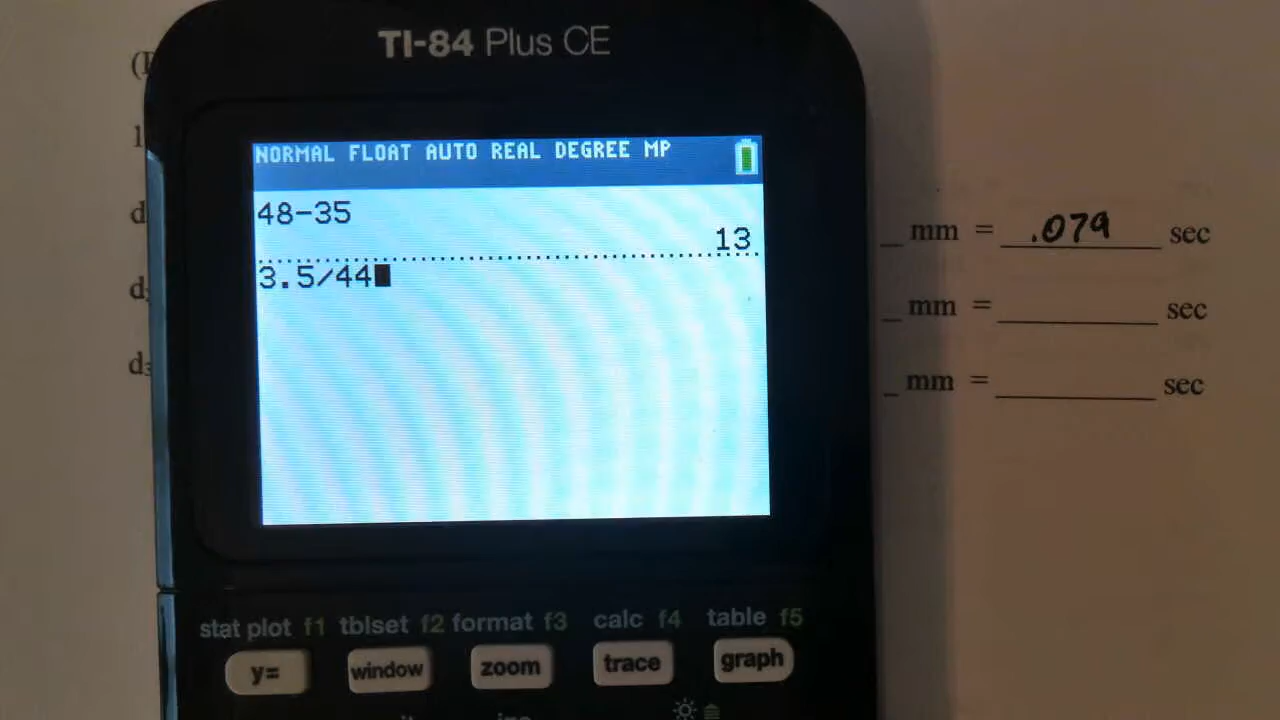 TI-84 Plus CE
NORMAL FLOAT AUTO REAL DEGREE MP
48-35
13
3.5/44
mm = .079 sec
mm = sec
mm = sec
d
d
d₃
stat plot f1 tblset f2 format f3 calc f4 table f5
y= window zoom trace graph